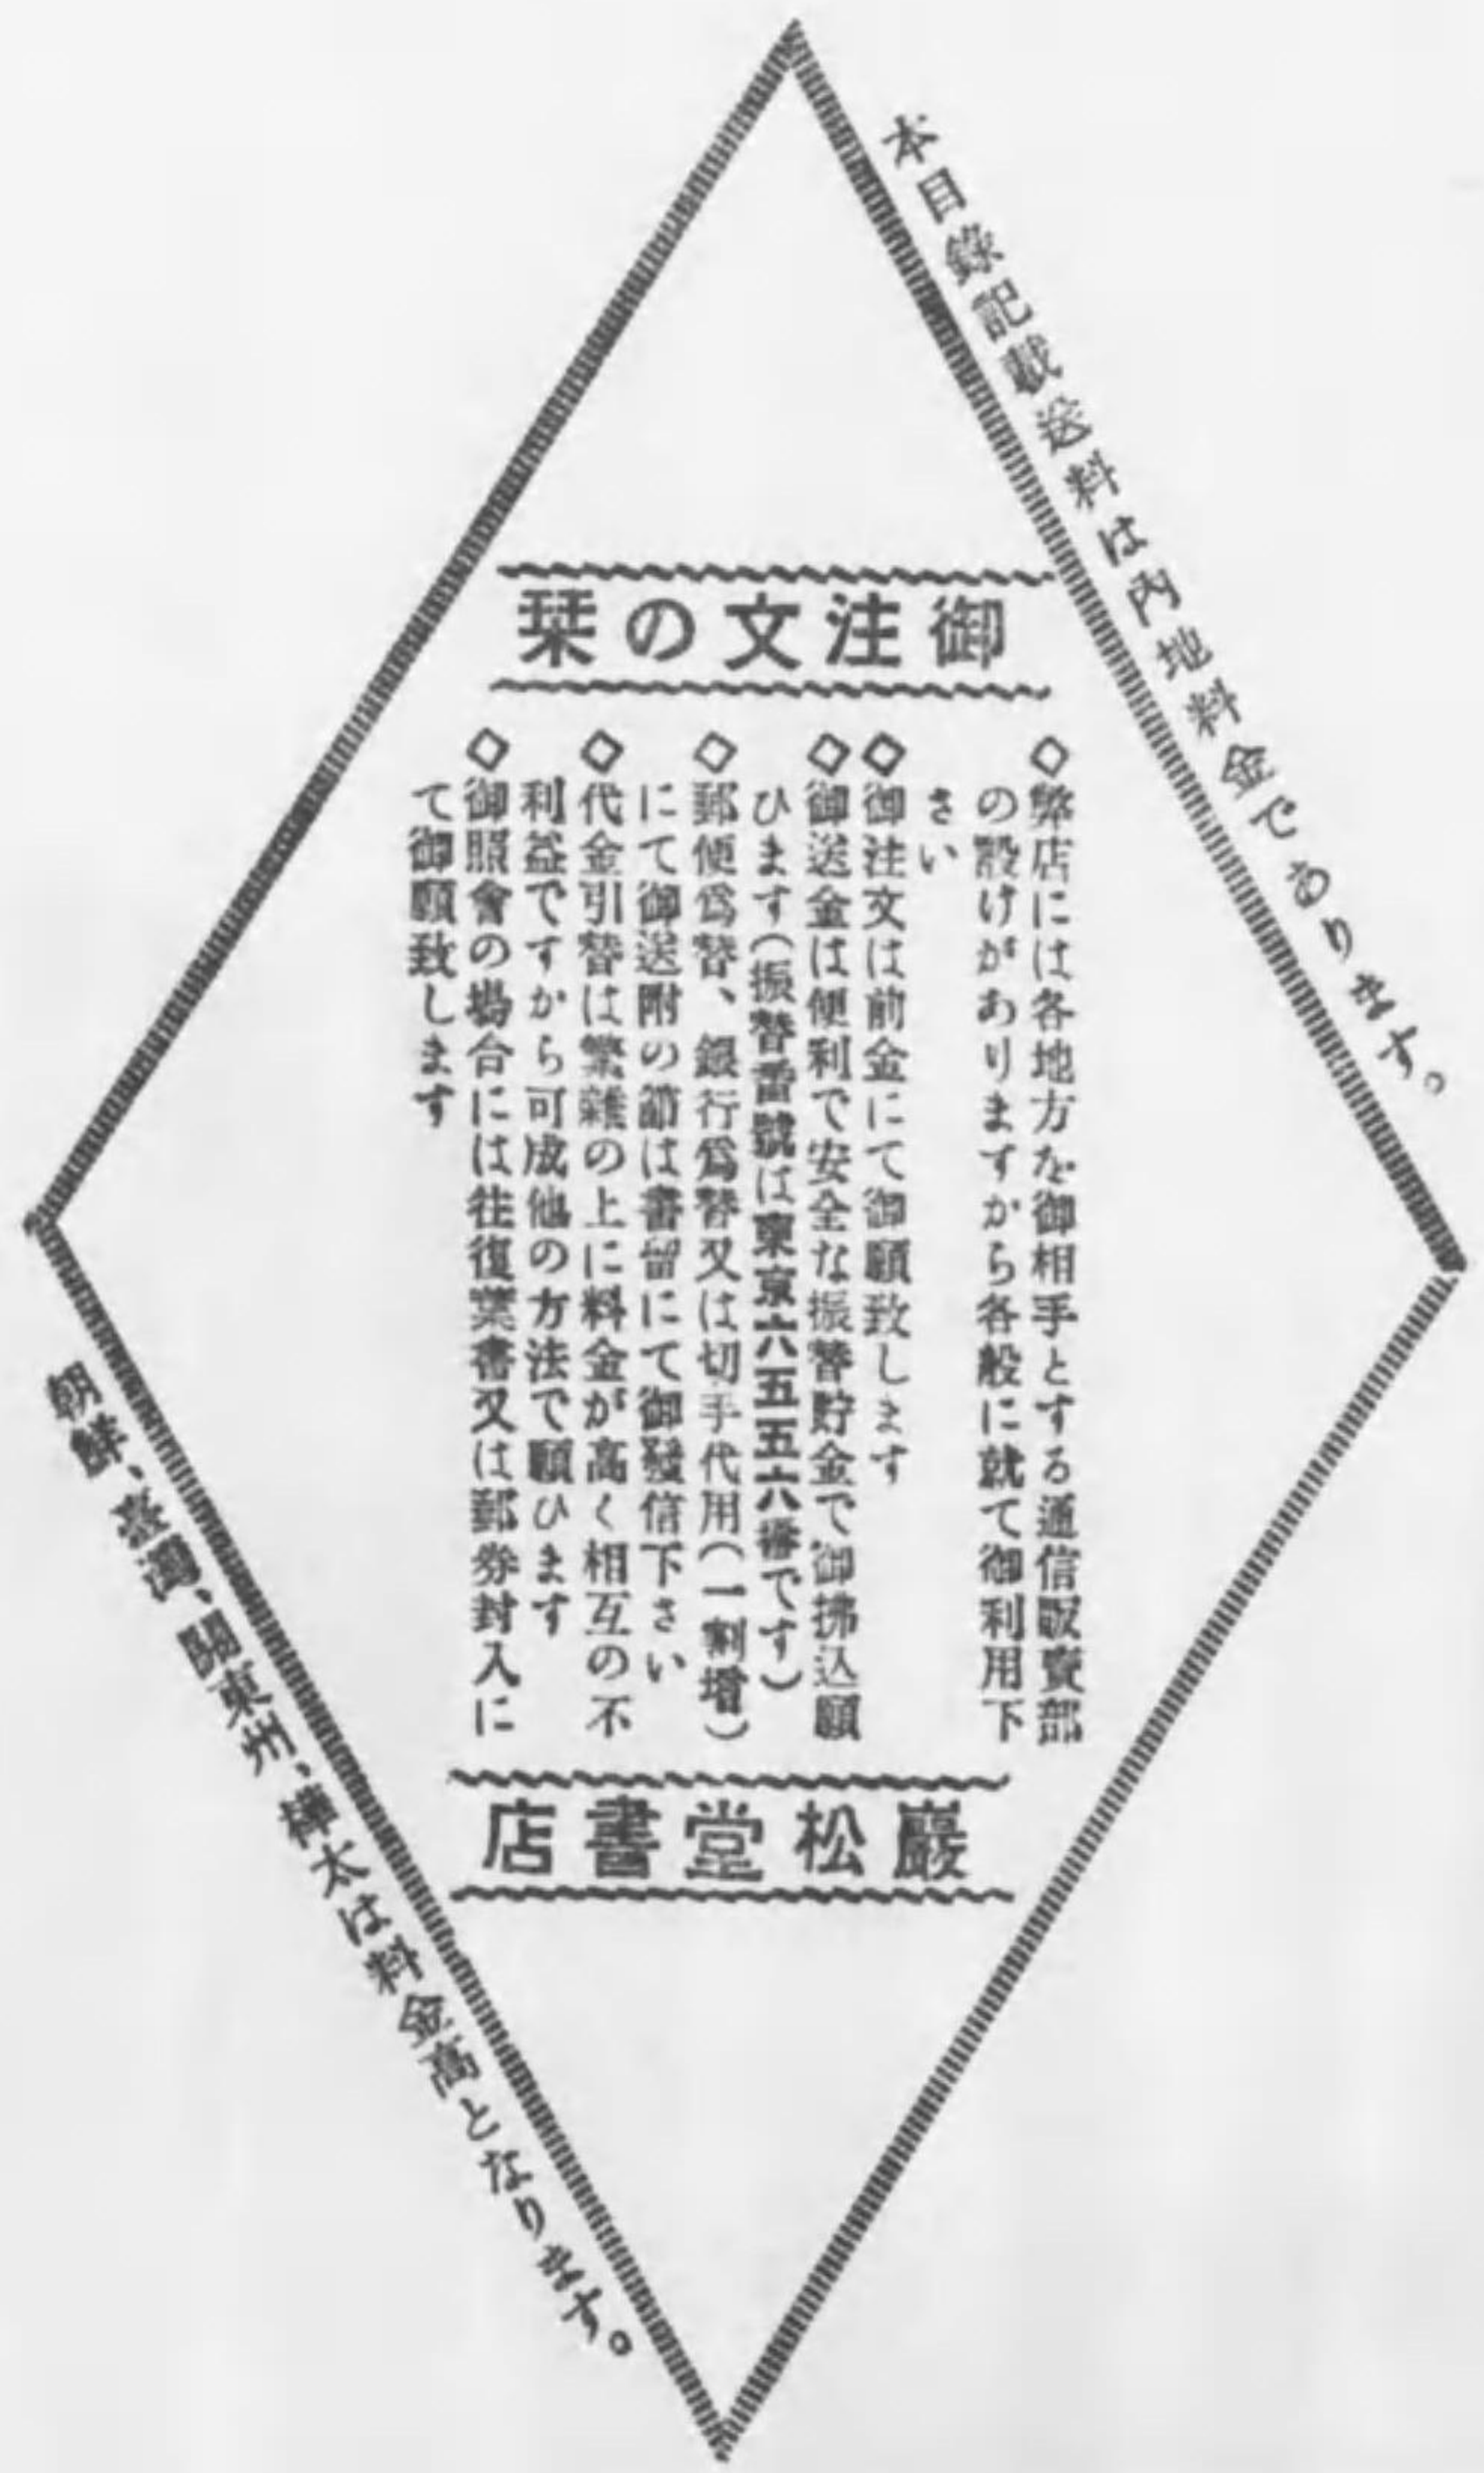 本目錄記載送料は內地料金であります。
御注文の栞
◇弊店には各地方を御相手とする通信販賣部
の設けがありますから各般に就て御利用下
さい
◇御注文は前金にて御願致します
◇御送金は便利で安全な振替貯金で御拂込願
ひます(振替番號は東京六五五六番です)
◇郵便爲替、銀行爲替又は切手代用(一割增)
にて御送附の節は書留にて御發信下さい
◇代金引替は繁雜の上に料金が高く相互の不
利益ですから可成他の方法で願ひます
◇御照會の場合には往復葉書又は郵券封入に
て御願致します
巖松堂書店
朝鮮、臺灣、關東州、樺太は料金高となります。